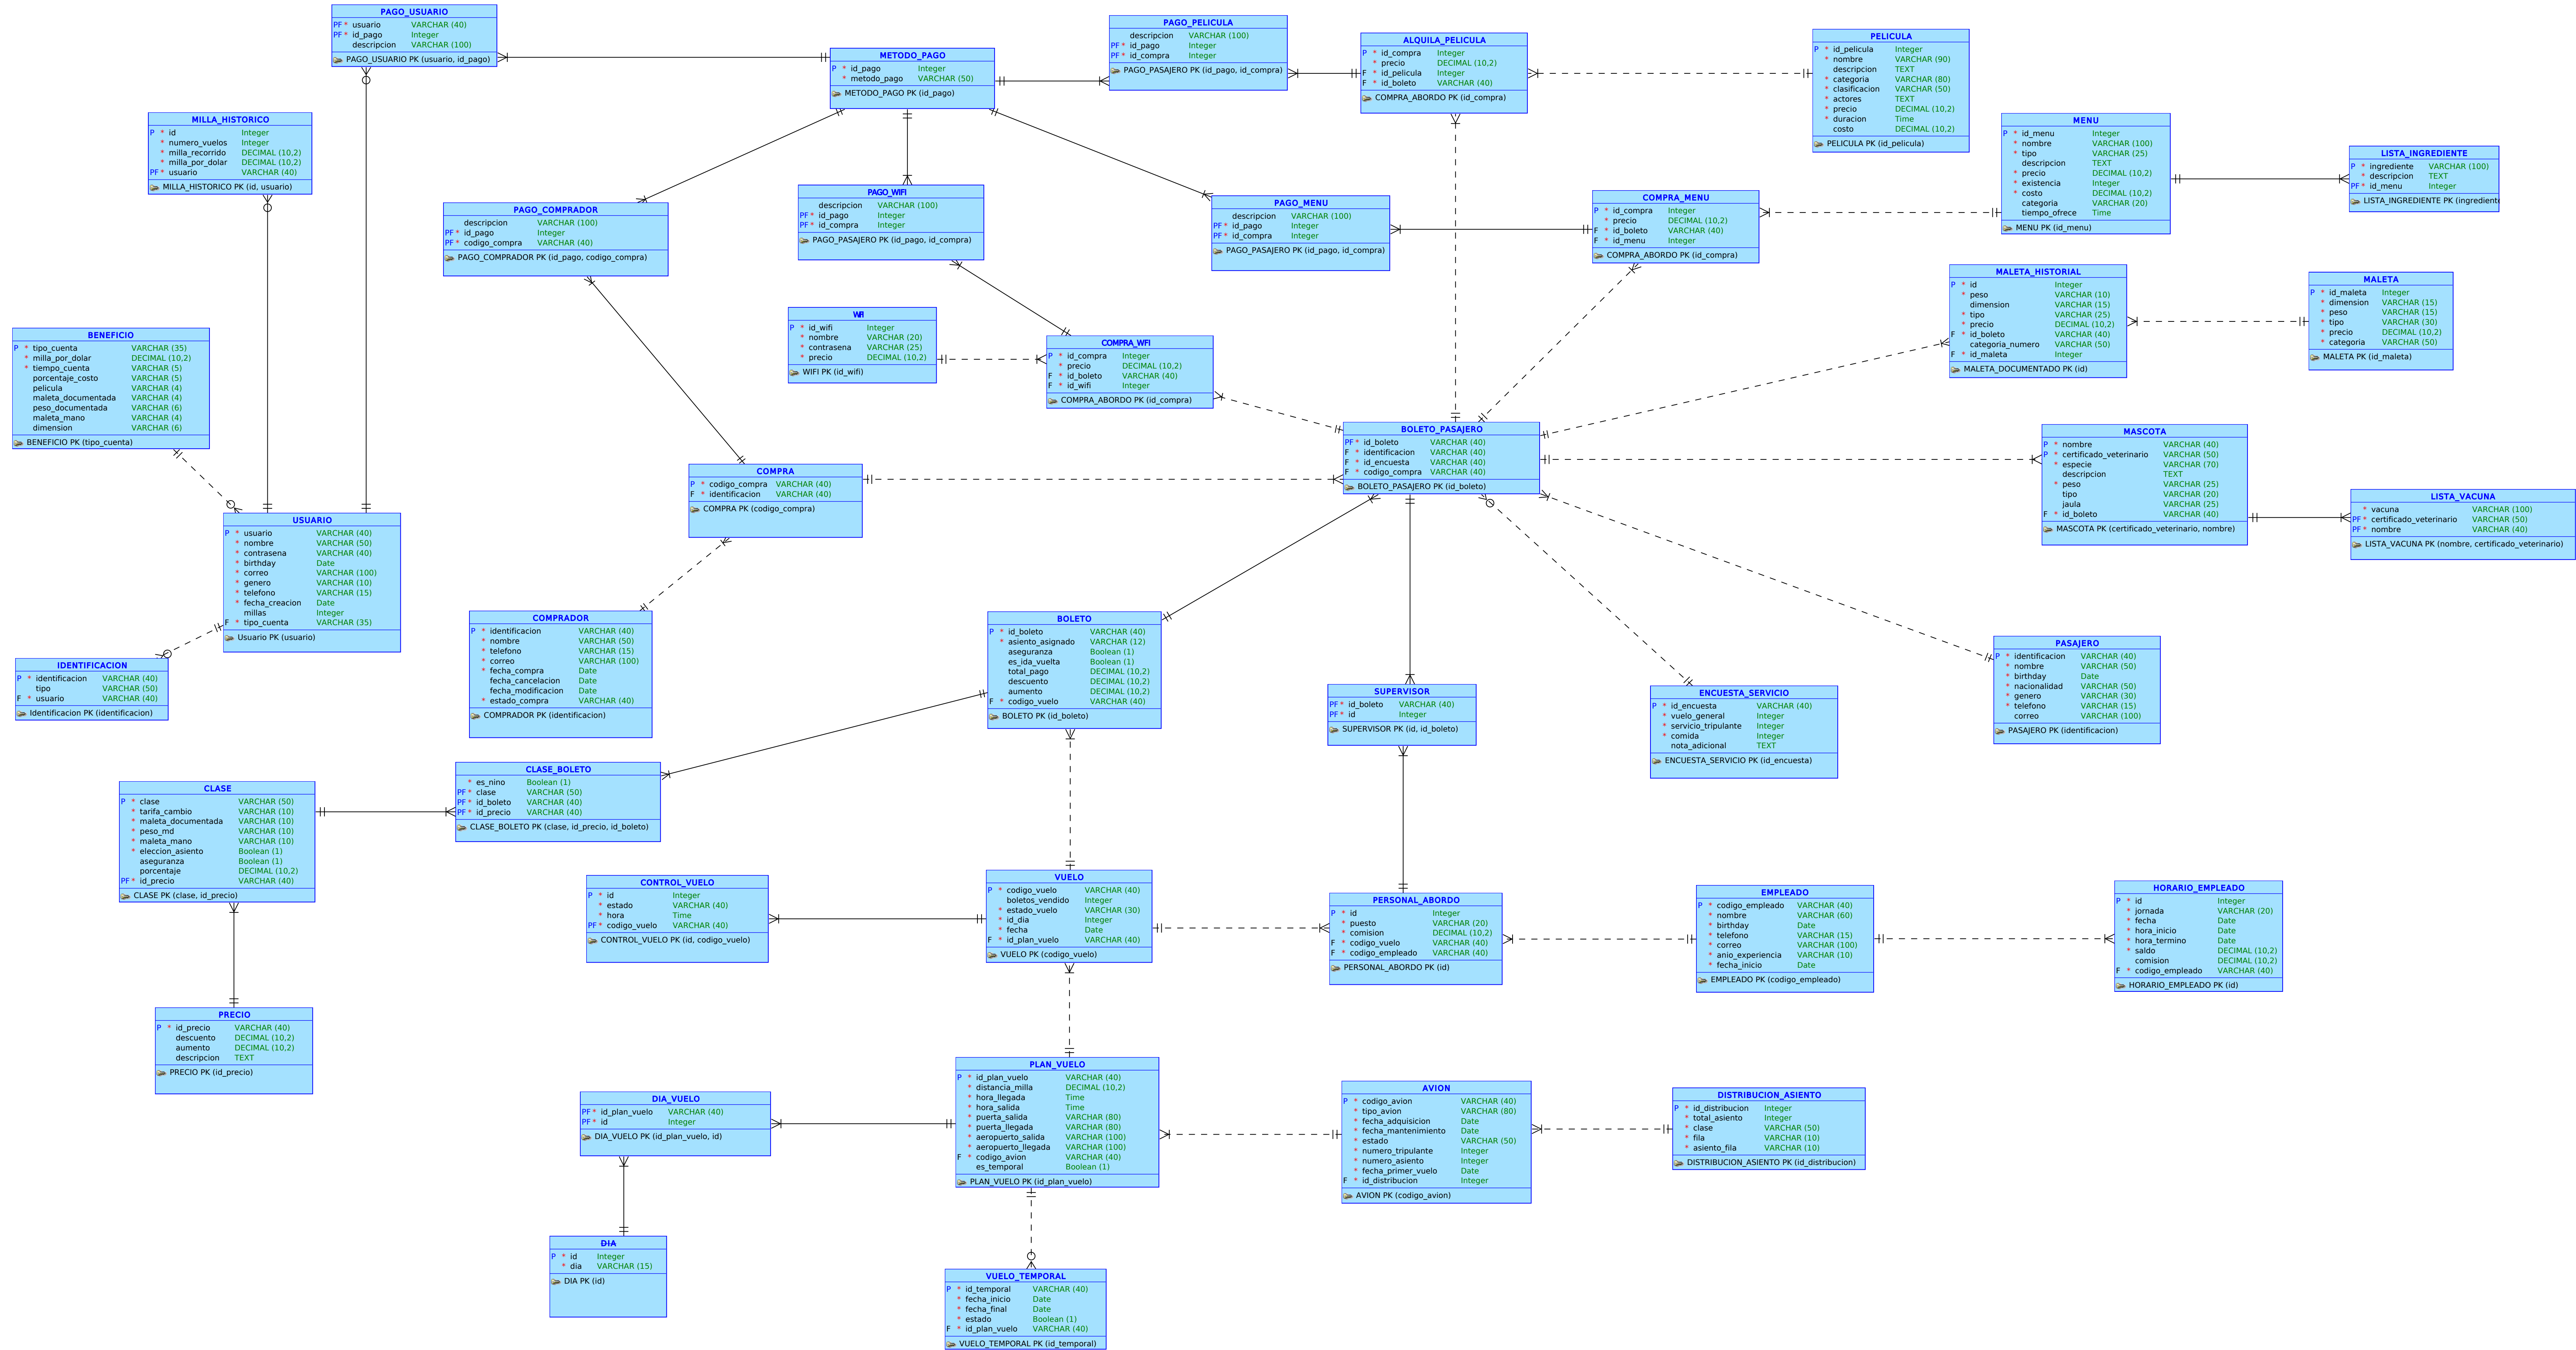 PAGO_USUARIO
PF * usuario VARCHAR (40)
PF * id_pago Integer
descripcion VARCHAR (100)
PAGO_USUARIO PK (usuario, id_pago)
METODO_PAGO
P * id_pago Integer
* metodo_pago VARCHAR (50)
METODO_PAGO PK (id_pago)
PAGO_PELICULA
descripcion VARCHAR (100)
PF * id_pago Integer
PF * id_compra Integer
PAGO_PASAJERO PK (id_pago, id_compra)
ALQUILA_PELICULA
P * id_compra Integer
* precio DECIMAL (10,2)
F * id_pelicula Integer
F * id_boleto VARCHAR (40)
COMPRA_ABORDO PK (id_compra)
PELICULA
P * id_pelicula Integer
* nombre VARCHAR (90)
descripcion TEXT
* categoria VARCHAR (80)
* clasificacion VARCHAR (50)
* actores TEXT
* precio DECIMAL (10,2)
* duracion Time
costo DECIMAL (10,2)
PELICULA PK (id_pelicula)
MILLA_HISTORICO
P * id Integer
* numero_vuelos Integer
* milla_recorrido DECIMAL (10,2)
* milla_por_dolar DECIMAL (10,2)
PF * usuario VARCHAR (40)
MILLA_HISTORICO PK (id, usuario)
MENU
P * id_menu Integer
* nombre VARCHAR (100)
* tipo VARCHAR (25)
descripcion TEXT
* precio DECIMAL (10,2)
* existencia Integer
* costo DECIMAL (10,2)
categoria VARCHAR (20)
tiempo_ofrece Time
MENU PK (id_menu)
LISTA_INGREDIENTE
P * ingrediente VARCHAR (100)
* descripcion TEXT
PF * id_menu Integer
LISTA_INGREDIENTE PK (ingrediente
PAGO_COMPRADOR
descripcion VARCHAR (100)
PF * id_pago Integer
PF * codigo_compra VARCHAR (40)
PAGO_COMPRADOR PK (id_pago, codigo_compra)
PAGO_WIFI
descripcion VARCHAR (100)
PF * id_pago Integer
PF * id_compra Integer
PAGO_PASAJERO PK (id_pago, id_compra)
PAGO_MENU
descripcion VARCHAR (100)
PF * id_pago Integer
PF * id_compra Integer
PAGO_PASAJERO PK (id_pago, id_compra)
COMPRA_MENU
P * id_compra Integer
* precio DECIMAL (10,2)
F * id_boleto VARCHAR (40)
F * id_menu Integer
COMPRA_ABORDO PK (id_compra)
MALETA_HISTORIAL
P * id Integer
* peso VARCHAR (10)
dimension VARCHAR (15)
* tipo VARCHAR (25)
* precio DECIMAL (10,2)
F * id_boleto VARCHAR (40)
categoria_numero VARCHAR (50)
F * id_maleta Integer
MALETA_DOCUMENTADO PK (id)
MALETA
P * id_maleta Integer
* dimension VARCHAR (15)
* peso VARCHAR (15)
* tipo VARCHAR (30)
* precio DECIMAL (10,2)
* categoria VARCHAR (50)
MALETA PK (id_maleta)
BENEFICIO
P * tipo_cuenta VARCHAR (35)
* milla_por_dolar DECIMAL (10,2)
* tiempo_cuenta VARCHAR (5)
porcentaje_costo VARCHAR (5)
pelicula VARCHAR (4)
maleta_documentada VARCHAR (4)
peso_documentada VARCHAR (6)
maleta_mano VARCHAR (4)
dimension VARCHAR (6)
BENEFICIO PK (tipo_cuenta)
WIFI
P * id_wifi Integer
* nombre VARCHAR (20)
* contrasena VARCHAR (25)
* precio DECIMAL (10,2)
WIFI PK (id_wifi)
COMPRA_WIFI
P * id_compra Integer
* precio DECIMAL (10,2)
F * id_boleto VARCHAR (40)
F * id_wifi Integer
COMPRA_ABORDO PK (id_compra)
BOLETO_PASAJERO
PF * id_boleto VARCHAR (40)
F * identificacion VARCHAR (40)
F * id_encuesta VARCHAR (40)
F * codigo_compra VARCHAR (40)
BOLETO_PASAJERO PK (id_boleto)
MASCOTA
P * nombre VARCHAR (40)
P * certificado_veterinario VARCHAR (50)
* especie VARCHAR (70)
descripcion TEXT
* peso VARCHAR (25)
tipo VARCHAR (20)
jaula VARCHAR (25)
F * id_boleto VARCHAR (40)
MASCOTA PK (certificado_veterinario, nombre)
LISTA_VACUNA
* vacuna VARCHAR (100)
PF * certificado_veterinario VARCHAR (50)
PF * nombre VARCHAR (40)
LISTA_VACUNA PK (nombre, certificado_veterinario)
COMPRA
P * codigo_compra VARCHAR (40)
F * identificacion VARCHAR (40)
COMPRA PK (codigo_compra)
USUARIO
P * usuario VARCHAR (40)
* nombre VARCHAR (50)
* contrasena VARCHAR (40)
* birthday Date
* correo VARCHAR (100)
* genero VARCHAR (10)
* telefono VARCHAR (15)
* fecha_creacion Date
millas Integer
F * tipo_cuenta VARCHAR (35)
Usuario PK (usuario)
IDENTIFICACION
P * identificacion VARCHAR (40)
tipo VARCHAR (50)
F * usuario VARCHAR (40)
Identificacion PK (identificacion)
COMPRADOR
P * identificacion VARCHAR (40)
* nombre VARCHAR (50)
* telefono VARCHAR (15)
* correo VARCHAR (100)
* fecha_compra Date
fecha_cancelacion Date
fecha_modificacion Date
* estado_compra VARCHAR (40)
COMPRADOR PK (identificacion)
BOLETO
P * id_boleto VARCHAR (40)
* asiento_asignado VARCHAR (12)
aseguranza Boolean (1)
es_ida_vuelta Boolean (1)
total_pago DECIMAL (10,2)
descuento DECIMAL (10,2)
aumento DECIMAL (10,2)
F * codigo_vuelo VARCHAR (40)
BOLETO PK (id_boleto)
SUPERVISOR
PF * id_boleto VARCHAR (40)
PF * id Integer
SUPERVISOR PK (id, id_boleto)
ENCUESTA_SERVICIO
P * id_encuesta VARCHAR (40)
* vuelo_general Integer
* servicio_tripulante Integer
* comida Integer
nota_adicional TEXT
ENCUESTA_SERVICIO PK (id_encuesta)
PASAJERO
P * identificacion VARCHAR (40)
* nombre VARCHAR (50)
* birthday Date
* nacionalidad VARCHAR (50)
* genero VARCHAR (30)
* telefono VARCHAR (15)
correo VARCHAR (100)
PASAJERO PK (identificacion)
CLASE
P * clase VARCHAR (50)
* tarifa_cambio VARCHAR (10)
* maleta_documentada VARCHAR (10)
* peso_md VARCHAR (10)
* maleta_mano VARCHAR (10)
* eleccion_asiento Boolean (1)
aseguranza Boolean (1)
porcentaje DECIMAL (10,2)
PF * id_precio VARCHAR (40)
CLASE PK (clase, id_precio)
CLASE_BOLETO
* es_nino Boolean (1)
PF * clase VARCHAR (50)
PF * id_boleto VARCHAR (40)
PF * id_precio VARCHAR (40)
CLASE_BOLETO PK (clase, id_precio, id_boleto)
CONTROL_VUELO
P * id Integer
* estado VARCHAR (40)
* hora Time
PF * codigo_vuelo VARCHAR (40)
CONTROL_VUELO PK (id, codigo_vuelo)
VUELO
P * codigo_vuelo VARCHAR (40)
boletos_vendido Integer
* estado_vuelo VARCHAR (30)
* id_dia Integer
* fecha Date
F * id_plan_vuelo VARCHAR (40)
VUELO PK (codigo_vuelo)
PERSONAL_ABORDO
P * id Integer
* puesto VARCHAR (20)
* comision DECIMAL (10,2)
F * codigo_vuelo VARCHAR (40)
F * codigo_empleado VARCHAR (40)
PERSONAL_ABORDO PK (id)
EMPLEADO
P * codigo_empleado VARCHAR (40)
* nombre VARCHAR (60)
* birthday Date
* telefono VARCHAR (15)
* correo VARCHAR (100)
* anio_experiencia VARCHAR (10)
* fecha_inicio Date
EMPLEADO PK (codigo_empleado)
HORARIO_EMPLEADO
P * id Integer
* jornada VARCHAR (20)
* fecha Date
* hora_inicio Date
* hora_termino Date
* saldo DECIMAL (10,2)
comision DECIMAL (10,2)
F * codigo_empleado VARCHAR (40)
HORARIO_EMPLEADO PK (id)
PRECIO
P * id_precio VARCHAR (40)
descuento DECIMAL (10,2)
aumento DECIMAL (10,2)
descripcion TEXT
PRECIO PK (id_precio)
DIA_VUELO
PF * id_plan_vuelo VARCHAR (40)
PF * id Integer
DIA_VUELO PK (id_plan_vuelo, id)
PLAN_VUELO
P * id_plan_vuelo VARCHAR (40)
* distancia_milla DECIMAL (10,2)
* hora_llegada Time
* hora_salida Time
* puerta_salida VARCHAR (80)
* puerta_llegada VARCHAR (80)
* aeropuerto_salida VARCHAR (100)
* aeropuerto_llegada VARCHAR (100)
F * codigo_avion VARCHAR (40)
es_temporal Boolean (1)
PLAN_VUELO PK (id_plan_vuelo)
AVION
P * codigo_avion VARCHAR (40)
* tipo_avion VARCHAR (80)
* fecha_adquisicion Date
* fecha_mantenimiento Date
* estado VARCHAR (50)
* numero_tripulante Integer
* numero_asiento Integer
* fecha_primer_vuelo Date
F * id_distribucion Integer
AVION PK (codigo_avion)
DISTRIBUCION_ASIENTO
P * id_distribucion Integer
* total_asiento Integer
* clase VARCHAR (50)
* fila VARCHAR (10)
* asiento_fila VARCHAR (10)
DISTRIBUCION_ASIENTO PK (id_distribucion)
DIA
P * id Integer
* dia VARCHAR (15)
DIA PK (id)
VUELO_TEMPORAL
P * id_temporal VARCHAR (40)
* fecha_inicio Date
* fecha_final Date
* estado Boolean (1)
F * id_plan_vuelo VARCHAR (40)
VUELO_TEMPORAL PK (id_temporal)